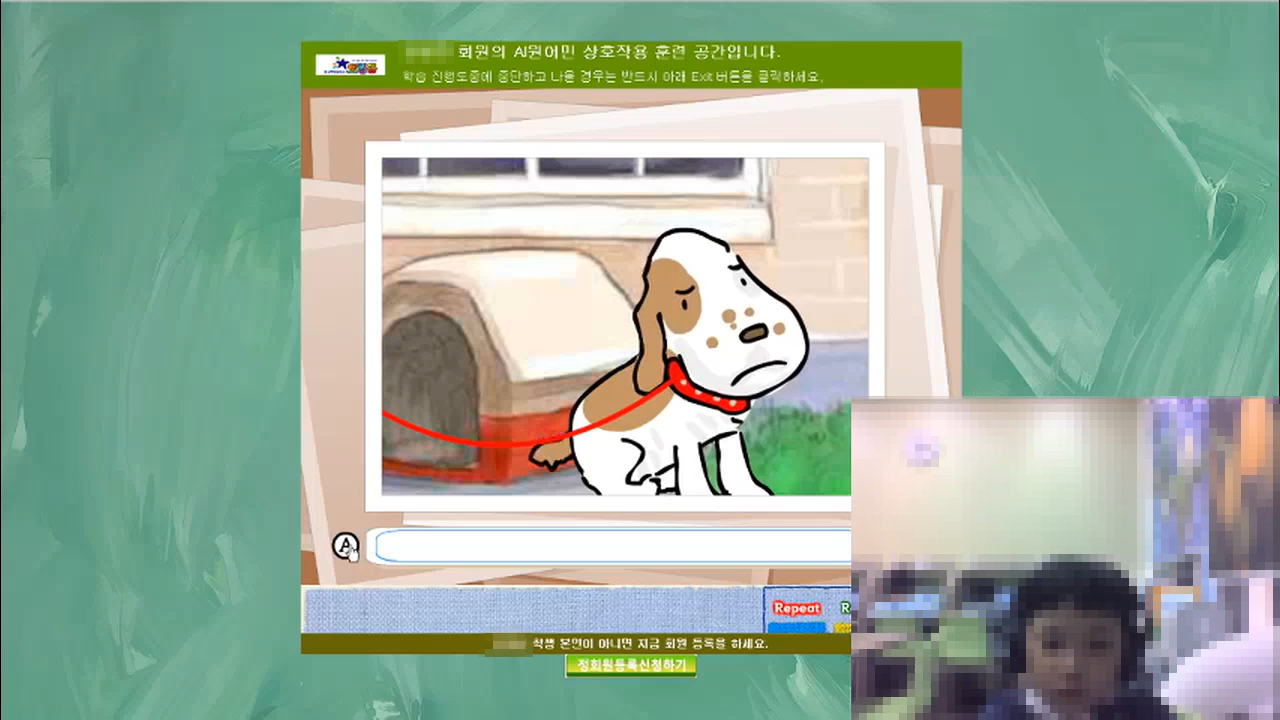 회원의 AI원어민 상호작용 훈련 공간입니다.
학습 진행도중에 중단하고 나올 경우는 반드시 아래 Exit 버튼을 클릭하세요.
A
Repeat
학생 본인이 아니면 지금 회원 등록을 하세요.
정회원등록신청하기